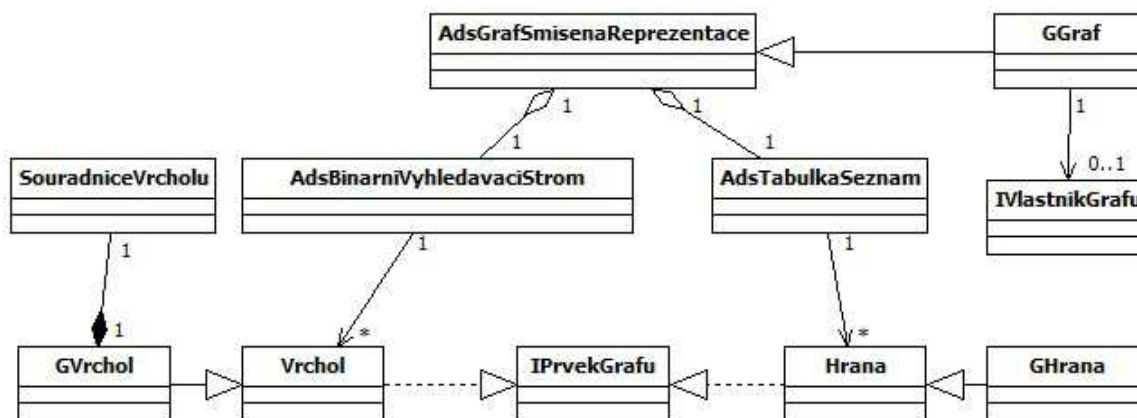 AdsGrafSmisenaReprezentace
GGraf
1
1
1
1
1
0..1
SouradniceVrcholu
AdsBinarniVyhledavaciStrom
AdsTabulkaSeznam
IVlastnikGrafu
1
1
1
1
*
*
GVrchol
Vrchol
IPrvekGrafu
Hrana
GHrana